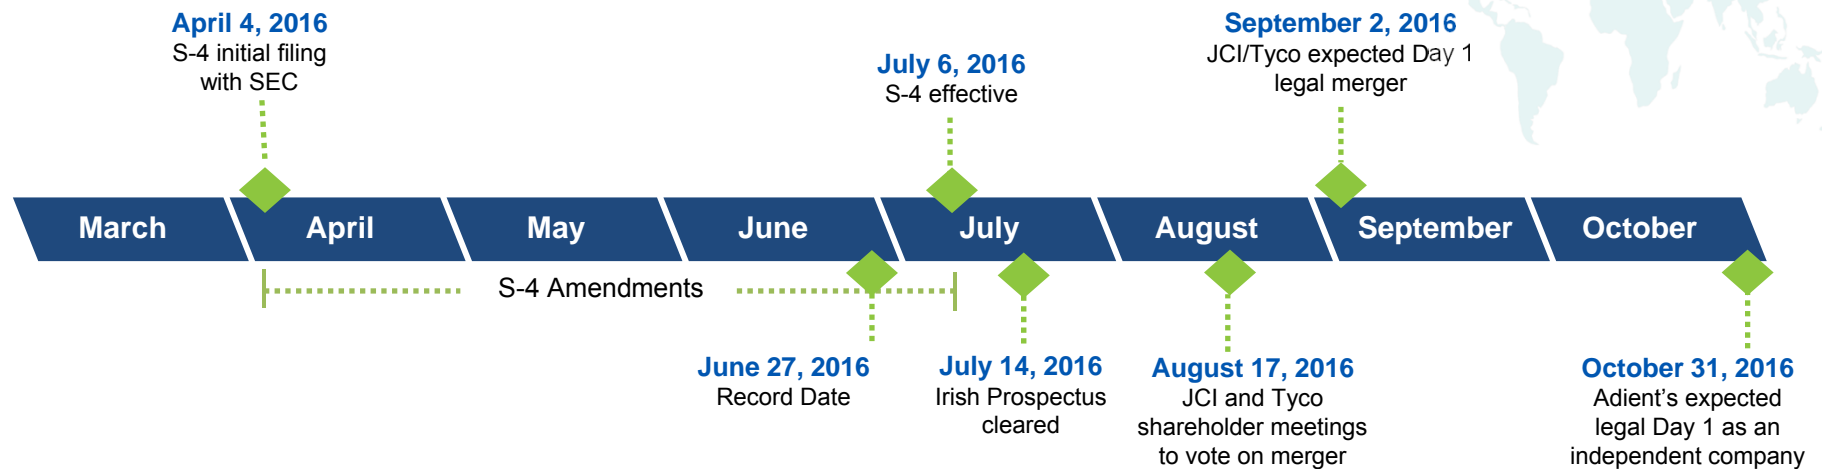 April 4, 2016
S-4 initial filing
with SEC
July 6, 2016
S-4 effective
September 2, 2016
JCI/Tyco expected Day 1
legal merger
March
April
May
June
July
August
September
October
S-4 Amendments
June 27, 2016
Record Date
July 14, 2016
Irish Prospectus
cleared
August 17, 2016
JCI and Tyco
shareholder meetings
to vote on merger
October 31, 2016
Adient’s expected
legal Day 1 as an
independent company